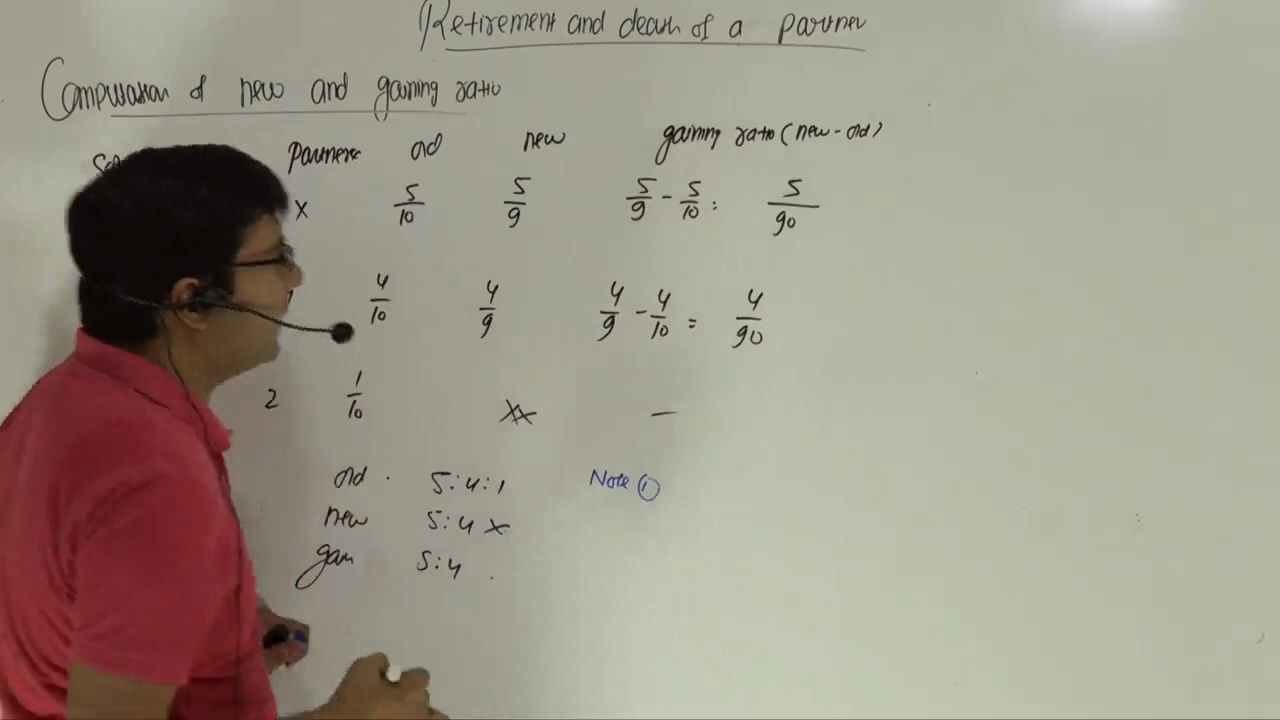 Retirement and death of a partner
Computation of new and gaining ratio
Partners old new gaining ratio (new - old)
X 5/10 5/9 5/9 - 5/10 = 5/90
4/10 4/9 4/9 - 4/10 = 4/90
Z 1/10 XX —
old 5:4:1 Note ①
new 5:4 X
gain 5:4